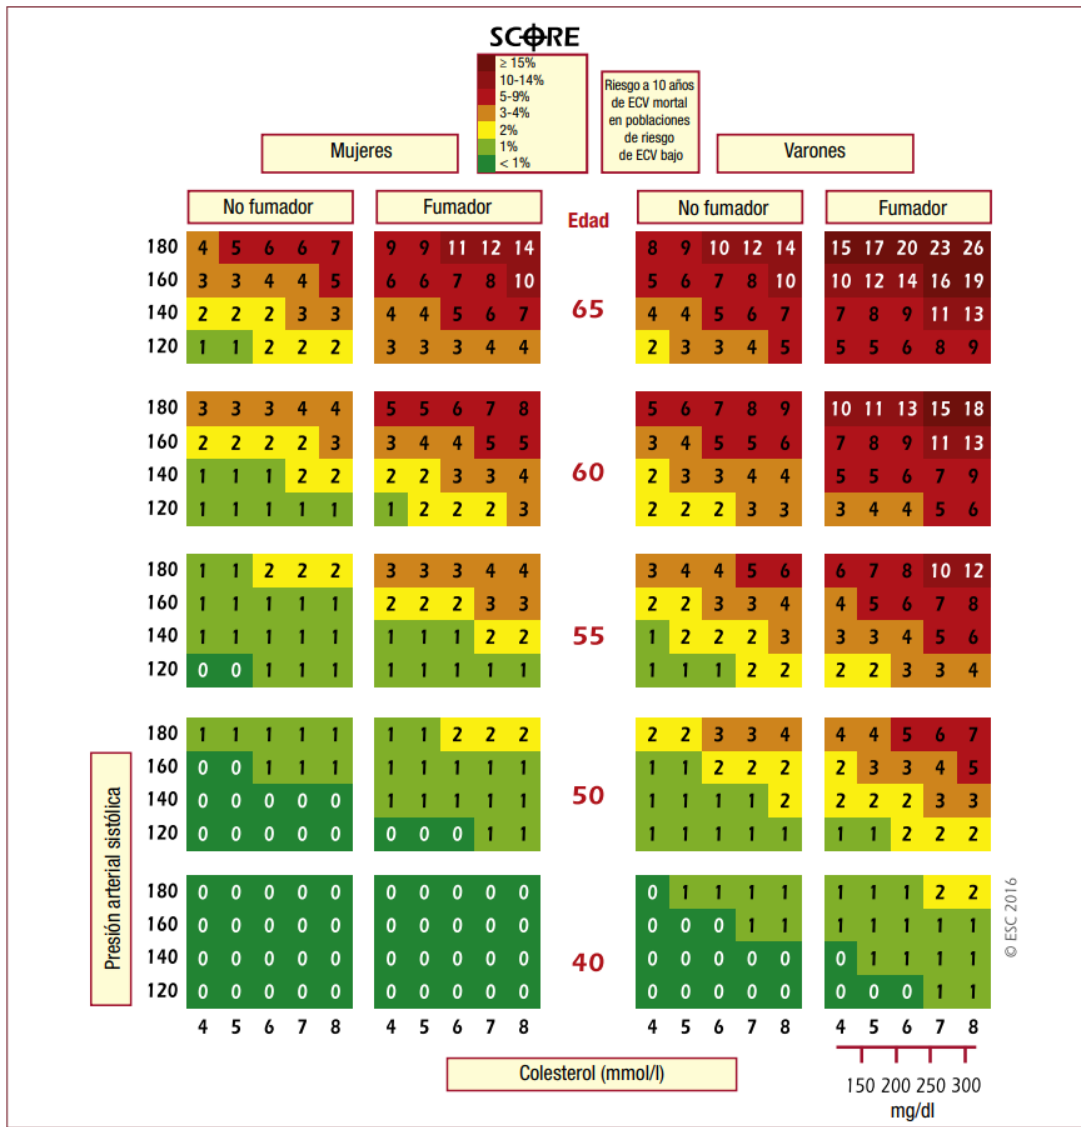 SCORE
≥ 15%
10-14%
5-9%
3-4%
2%
1%
< 1%
Riesgo a 10 años
de ECV mortal
en poblaciones
de riesgo
de ECV bajo
Mujeres
Varones
No fumador Fumador Edad No fumador Fumador
180 4 5 6 6 7 9 9 11 12 14 8 9 10 12 14 15 17 20 23 26
160 3 3 4 4 5 6 6 7 8 10 5 6 7 8 10 10 12 14 16 19
140 2 2 2 3 3 4 4 5 6 7 65 4 4 5 6 7 7 8 9 11 13
120 1 1 2 2 2 3 3 3 4 4 2 3 3 4 5 5 5 6 8 9
180 3 3 3 4 4 5 5 6 7 8 5 6 7 8 9 10 11 13 15 18
160 2 2 2 2 3 3 4 4 5 5 3 4 5 5 6 7 8 9 11 13
140 1 1 1 2 2 2 2 3 3 4 60 2 3 3 4 4 5 5 6 7 9
120 1 1 1 1 1 1 2 2 2 3 2 2 2 3 3 3 4 4 5 6
180 1 1 2 2 2 3 3 3 4 4 3 4 4 5 6 6 7 8 10 12
160 1 1 1 1 1 2 2 2 3 3 2 2 3 3 4 4 5 6 7 8
140 1 1 1 1 1 1 1 1 2 2 55 1 2 2 2 3 3 3 4 5 6
120 0 0 1 1 1 1 1 1 1 1 1 1 1 2 2 2 2 3 3 4
180 1 1 1 1 1 1 1 2 2 2 2 2 3 3 4 4 4 5 6 7
160 0 0 1 1 1 1 1 1 1 1 1 1 2 2 2 2 3 3 4 5
140 0 0 0 0 0 1 1 1 1 1 50 1 1 1 1 2 2 2 2 3 3
120 0 0 0 0 0 0 0 0 1 1 1 1 1 1 1 1 1 2 2 2
180 0 0 0 0 0 0 0 0 0 0 0 1 1 1 1 1 1 1 2 2
160 0 0 0 0 0 0 0 0 0 0 0 0 0 1 1 1 1 1 1 1
140 0 0 0 0 0 0 0 0 0 0 40 0 0 0 0 0 0 1 1 1 1
120 0 0 0 0 0 0 0 0 0 0 0 0 0 0 0 0 0 0 1 1
4 5 6 7 8 4 5 6 7 8 4 5 6 7 8 4 5 6 7 8
Presión arterial sistólica
© ESC 2016
Colesterol (mmol/l)
150 200 250 300
mg/dl